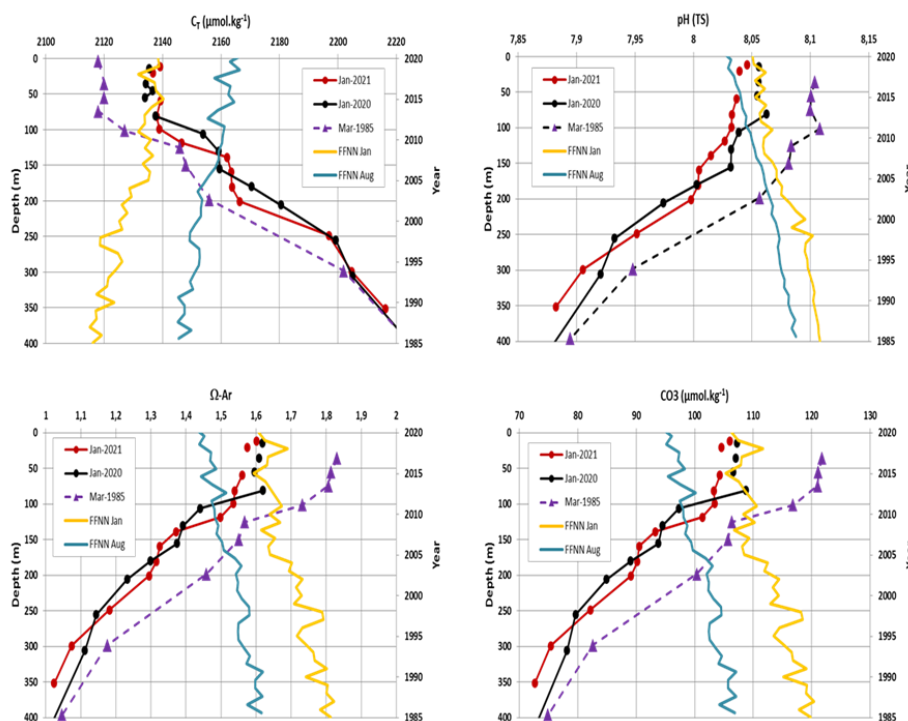 C_T (µmol.kg⁻¹)
2100 2120 2140 2160 2180 2200 2220
0 2020
50 2015
100 2010
150 2005
200 2000
250 1995
300 1990
350 1985
400
Depth (m)
Year
Jan-2021
Jan-2020
Mar-1985
FFNN Jan
FFNN Aug
pH (TS)
7,85 7,9 7,95 8 8,05 8,1 8,15
0 2020
50 2015
100 2010
150 2005
200 2000
250 1995
300 1990
350 1985
400
Depth (m)
Year
Jan-2021
Jan-2020
Mar-1985
FFNN Jan
FFNN Aug
Ω-Ar
1 1,1 1,2 1,3 1,4 1,5 1,6 1,7 1,8 1,9 2
0 2020
50 2015
100 2010
150 2005
200 2000
250 1995
300 1990
350 1985
400
Depth (m)
Year
Jan-2021
Jan-2020
Mar-1985
FFNN Jan
FFNN Aug
CO3 (µmol.kg⁻¹)
70 80 90 100 110 120 130
0 2020
50 2015
100 2010
150 2005
200 2000
250 1995
300 1990
350 1985
400
Depth (m)
Year
Jan-2021
Jan-2020
Mar-1985
FFNN Jan
FFNN Aug